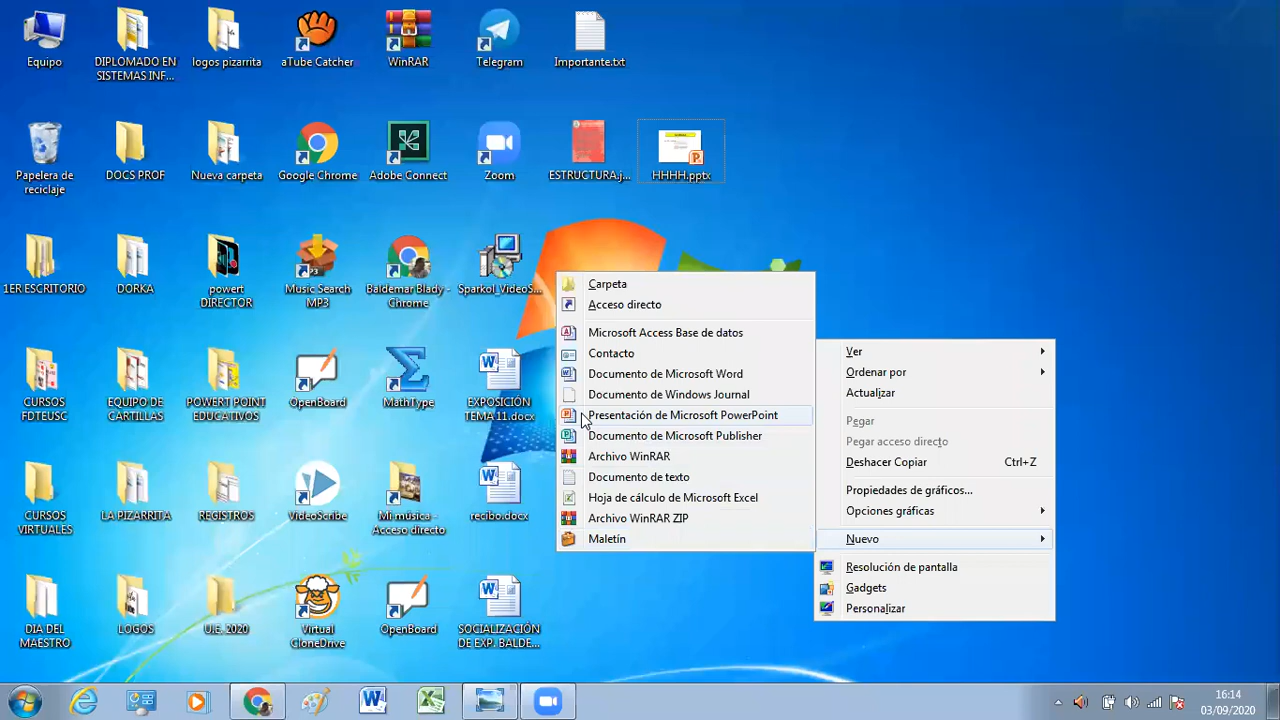 Equipo
DIPLOMADO EN
SISTEMAS INF...
logos pizarrita
aTube Catcher
WinRAR
Telegram
Importante.txt
Papelera de
reciclaje
DOCS PROF
Nueva carpeta
Google Chrome
Adobe Connect
Zoom
ESTRUCTURA.j...
HHHH.pptx
1ER ESCRITORIO
DORKA
powert
DIRECTOR
Music Search
MP3
Baldemar Blady -
Chrome
Sparkol_VideoS...
CURSOS
FDTEUSC
EQUIPO DE
CARTILLAS
POWERT POINT
EDUCATIVOS
OpenBoard
MathType
EXPOSICIÓN
TEMA 11.docx
CURSOS
VIRTUALES
LA PIZARRITA
REGISTROS
VideoScribe
Mi música -
Acceso directo
recibo.docx
DIA DEL
MAESTRO
LOGOS
U.E. 2020
Virtual
CloneDrive
OpenBoard
SOCIALIZACIÓN
DE EXP. BALDE...
Carpeta
Acceso directo
Microsoft Access Base de datos
Contacto
Documento de Microsoft Word
Documento de Windows Journal
Presentación de Microsoft PowerPoint
Documento de Microsoft Publisher
Archivo WinRAR
Documento de texto
Hoja de cálculo de Microsoft Excel
Archivo WinRAR ZIP
Maletín
Ver
Ordenar por
Actualizar
Pegar
Pegar acceso directo
Deshacer Copiar Ctrl+Z
Propiedades de gráficos...
Opciones gráficas
Nuevo
Resolución de pantalla
Gadgets
Personalizar
16:14
03/09/2020